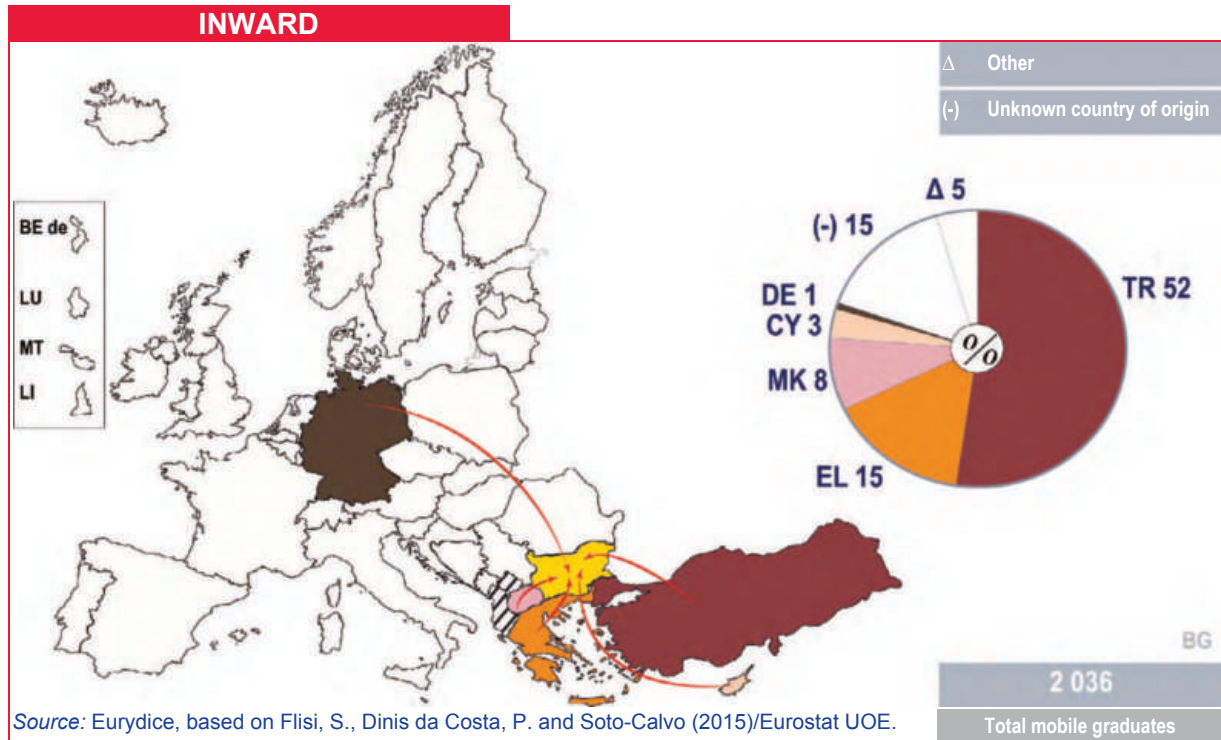 INWARD
Δ Other
(-) Unknown country of origin
BE de
LU
MT
LI
Δ 5
(-) 15
DE 1
CY 3
MK 8
EL 15
TR 52
%
BG
2 036
Total mobile graduates
Source: Eurydice, based on Flisi, S., Dinis da Costa, P. and Soto-Calvo (2015)/Eurostat UOE.